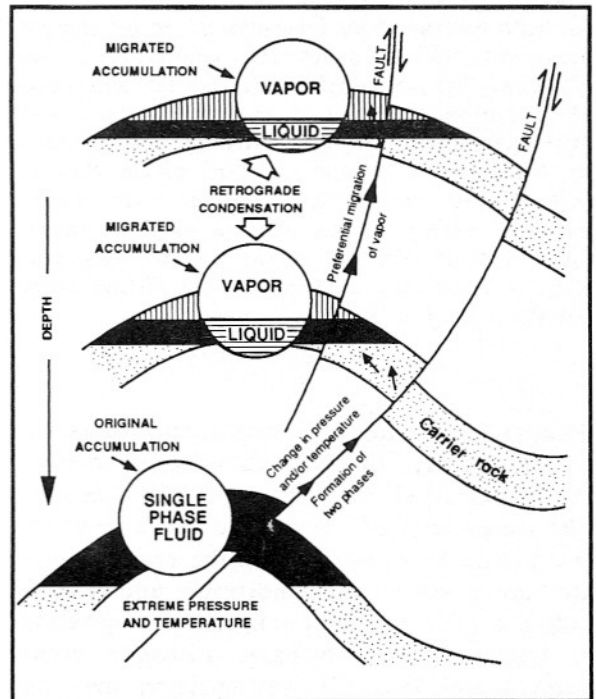 MIGRATED
ACCUMULATION
VAPOR
LIQUID
FAULT
FAULT
RETROGRADE
CONDENSATION
MIGRATED
ACCUMULATION
VAPOR
LIQUID
Preferential migration
of vapor
DEPTH
ORIGINAL
ACCUMULATION
SINGLE
PHASE
FLUID
Change in pressure
and/or temperature
Formation of
two phases
Carrier rock
EXTREME PRESSURE
AND TEMPERATURE